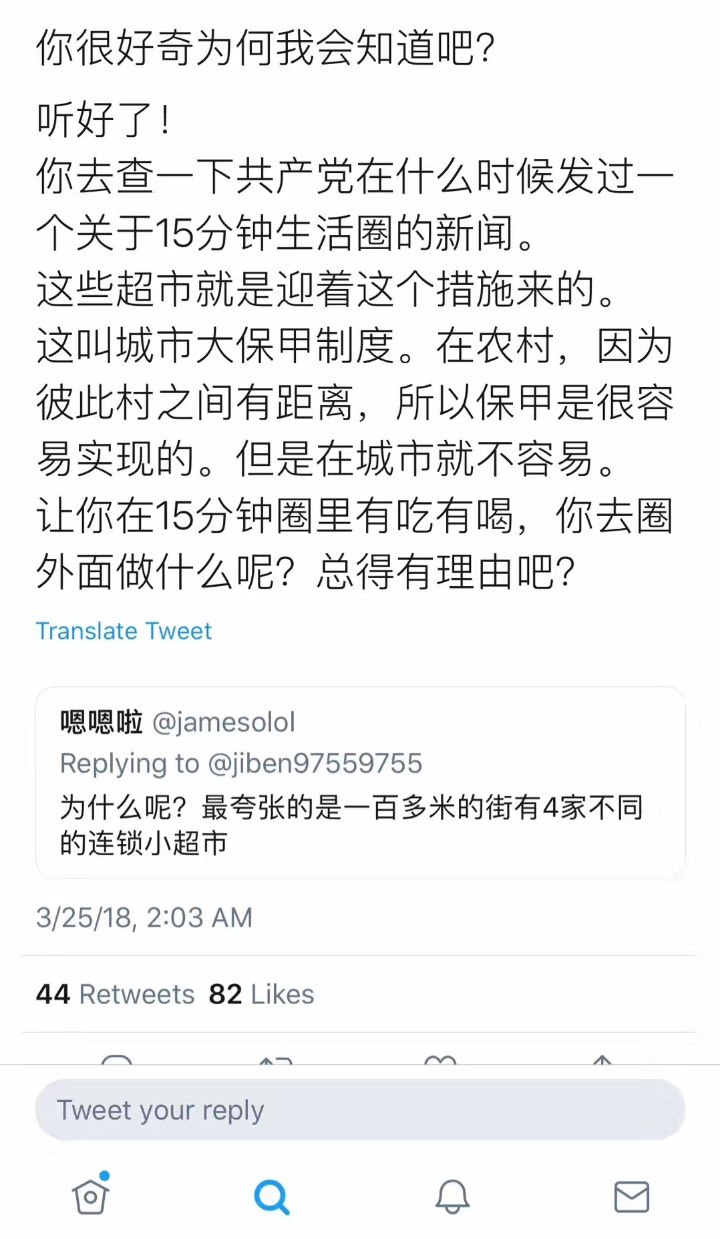 你很好奇为何我会知道吧？
听好了！
你去查一下共产党在什么时候发过一
个关于15分钟生活圈的新闻。
这些超市就是迎着这个措施来的。
这叫城市大保甲制度。在农村，因为
彼此村之间有距离，所以保甲是很容
易实现的。但是在城市就不容易。
让你在15分钟圈里有吃有喝，你去圈
外面做什么呢？总得有理由吧？
Translate Tweet
嗯嗯啦 @jamesolol
Replying to @jiben97559755
为什么呢？最夸张的是一百多米的街有4家不同
的连锁小超市
3/25/18, 2:03 AM
44 Retweets 82 Likes
Tweet your reply